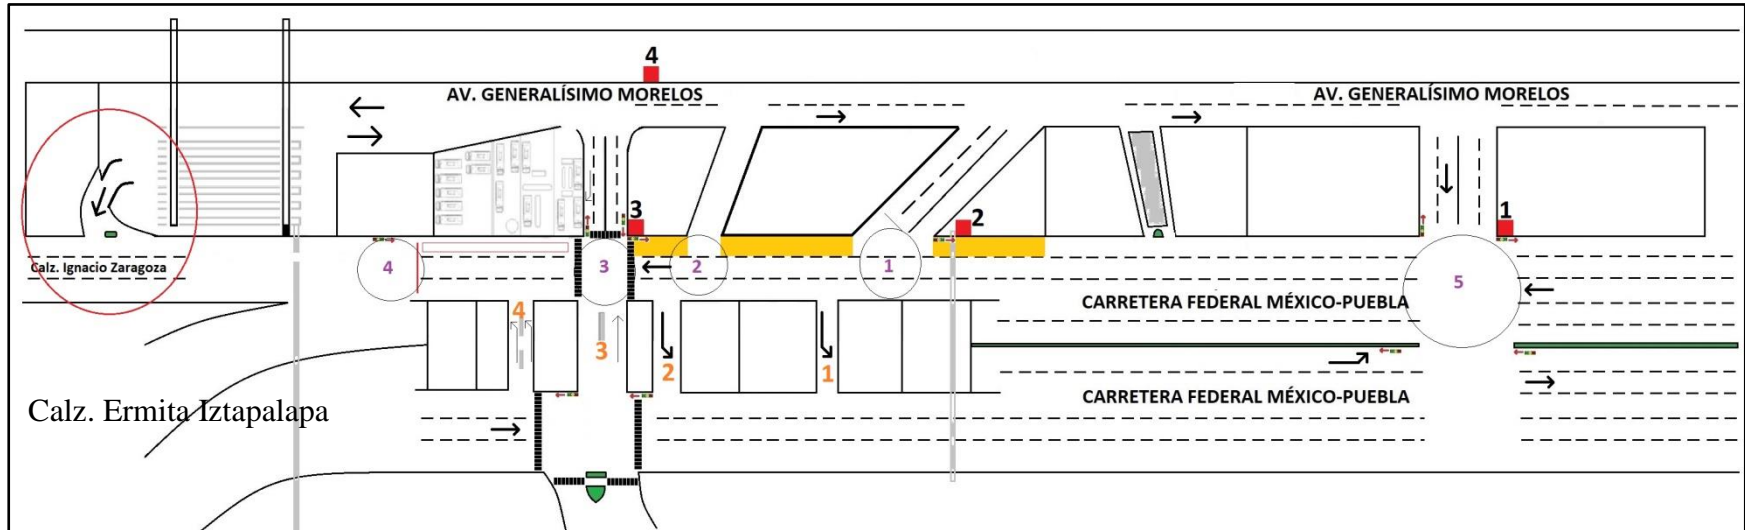 4
AV. GENERALÍSIMO MORELOS
AV. GENERALÍSIMO MORELOS
3
2
1
Calz. Ignacio Zaragoza
4
3
2
1
5
CARRETERA FEDERAL MÉXICO-PUEBLA
4
3
2
1
CARRETERA FEDERAL MÉXICO-PUEBLA
Calz. Ermita Iztapalapa